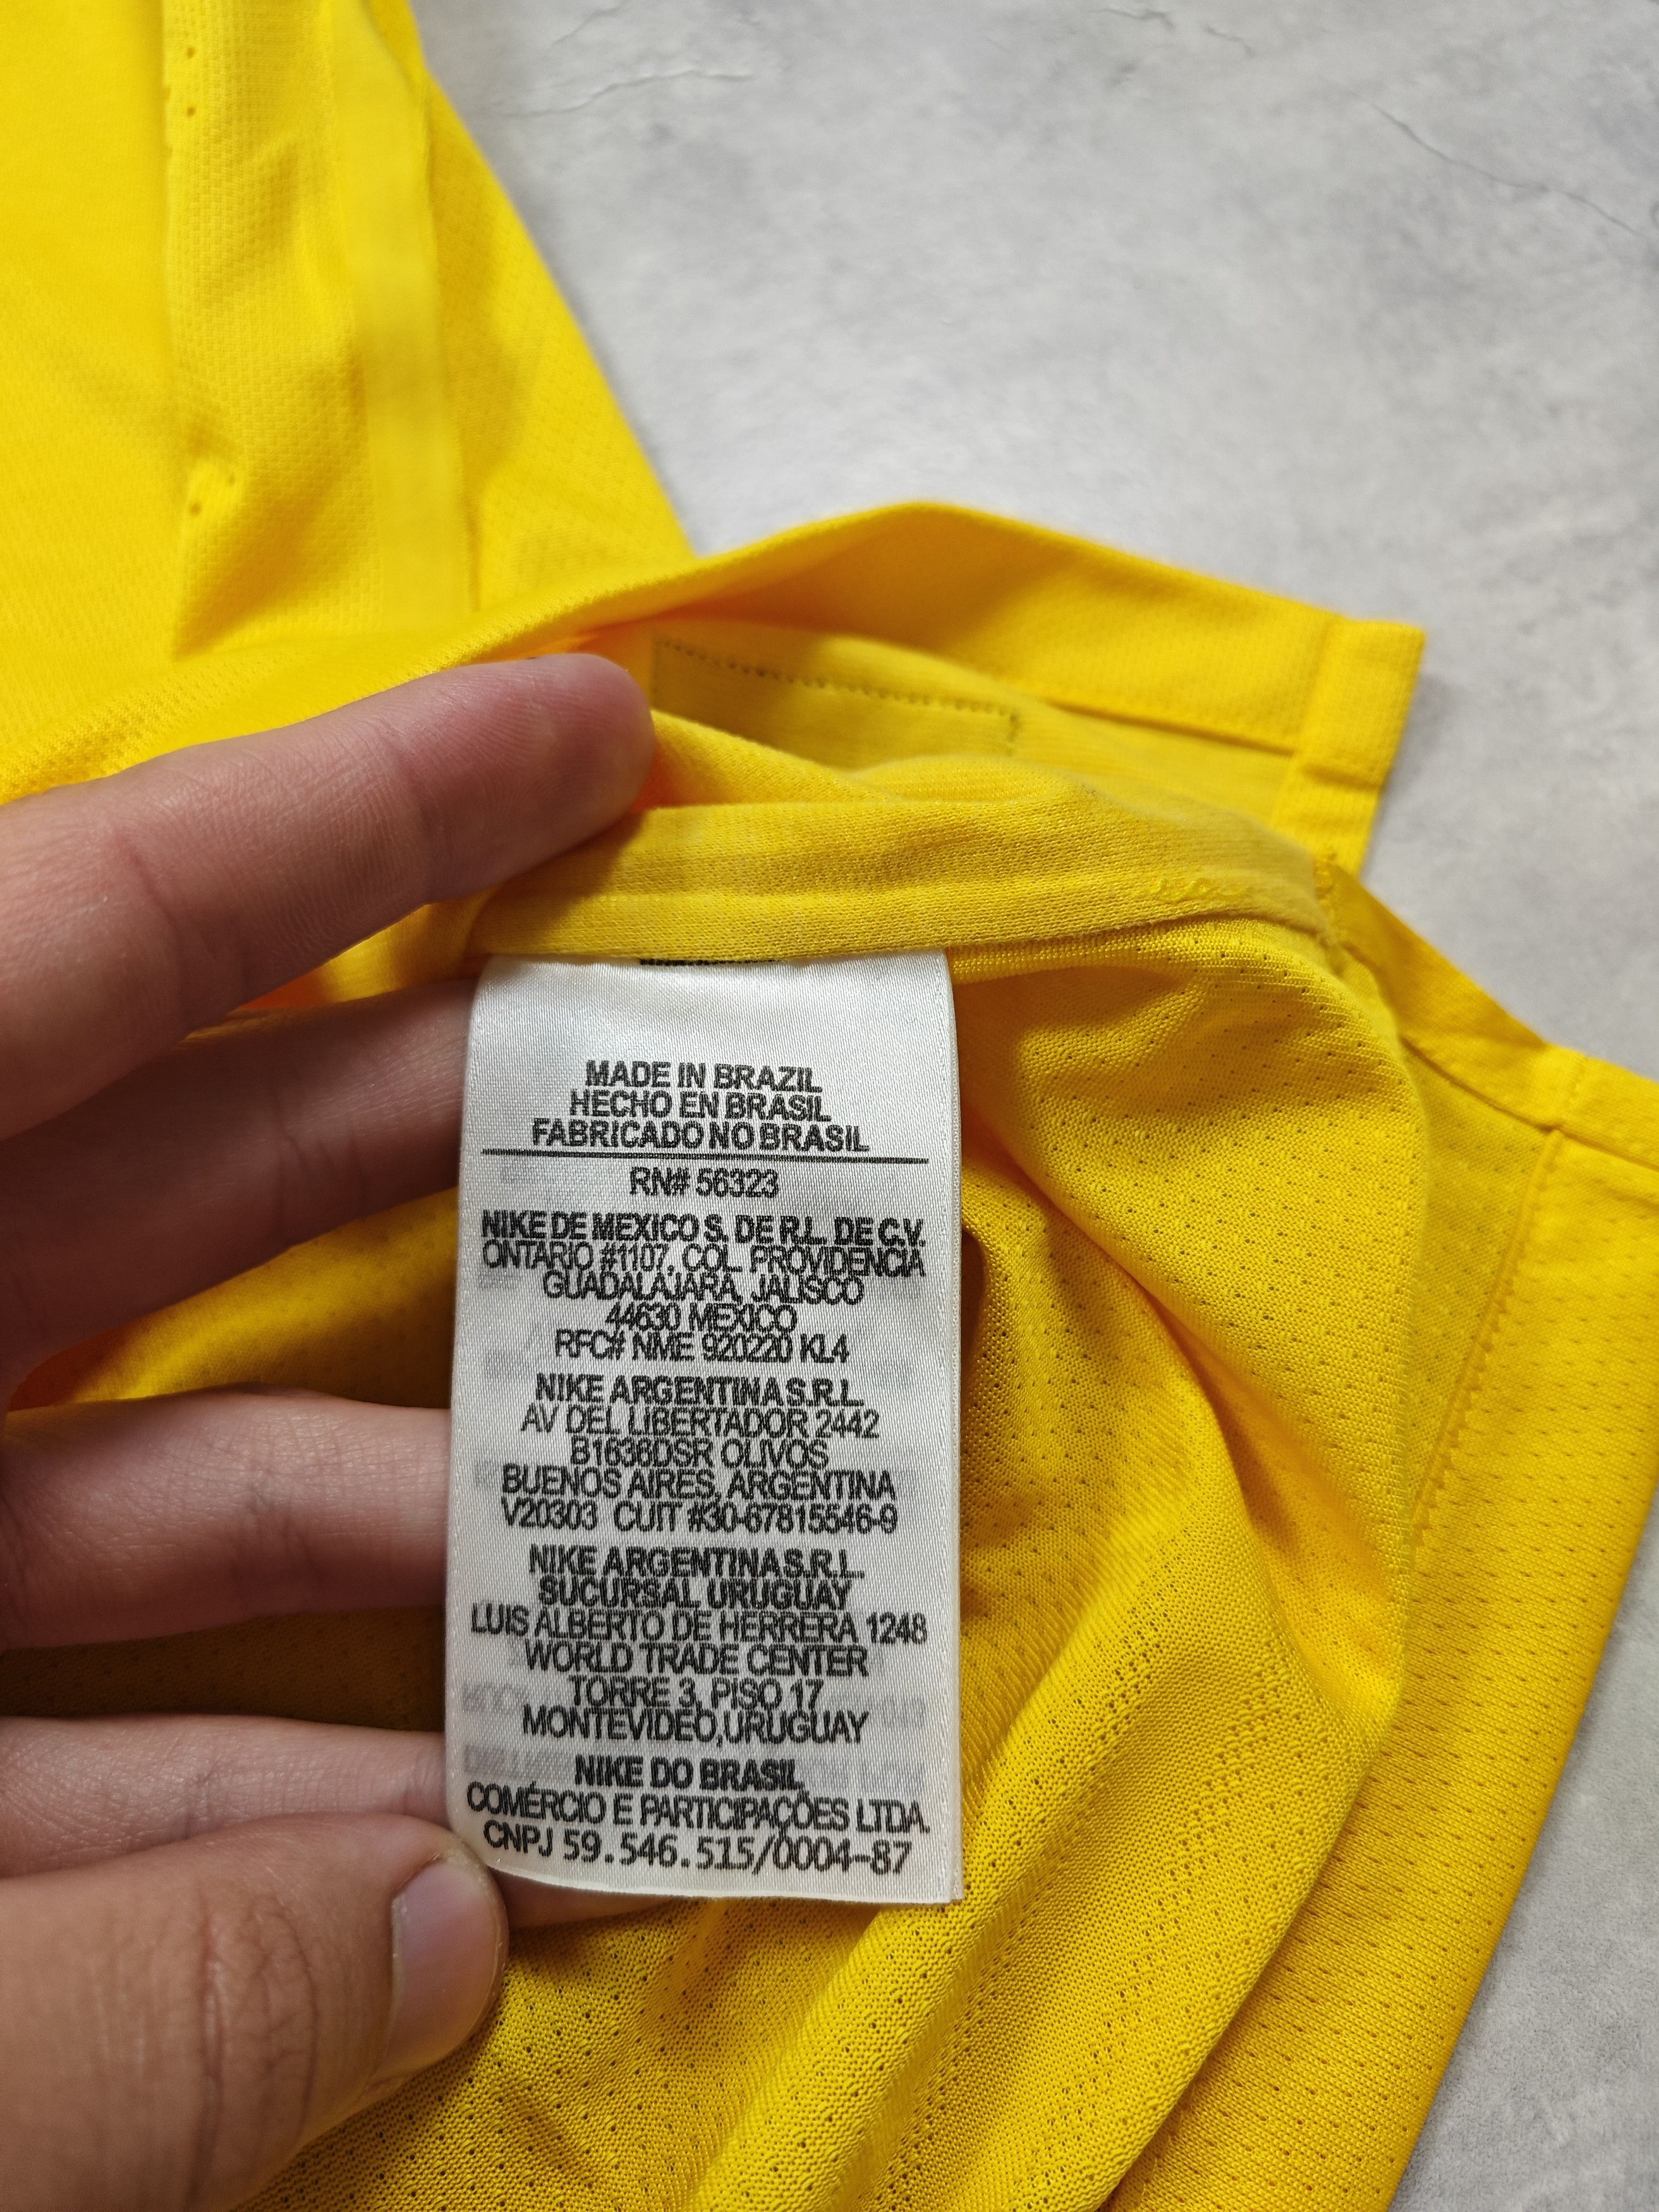 MADE IN BRAZIL
HECHO EN BRASIL
FABRICADO NO BRASIL
RN# 56323
NIKE DE MEXICO S. DE R.L. DE C.V.
ONTARIO #1107, COL. PROVIDENCIA
GUADALAJARA, JALISCO
44630 MEXICO
RFC# NME 920220 KL4
NIKE ARGENTINA S.R.L.
AV DEL LIBERTADOR 2442
B1636DSR OLIVOS
BUENOS AIRES, ARGENTINA
V20303 CUIT #30-67815546-9
NIKE ARGENTINA S.R.L.
SUCURSAL URUGUAY
LUIS ALBERTO DE HERRERA 1248
WORLD TRADE CENTER
TORRE 3, PISO 17
MONTEVIDEO,URUGUAY
NIKE DO BRASIL
COMÉRCIO E PARTICIPAÇÕES LTDA.
CNPJ 59.546.515/0004-87